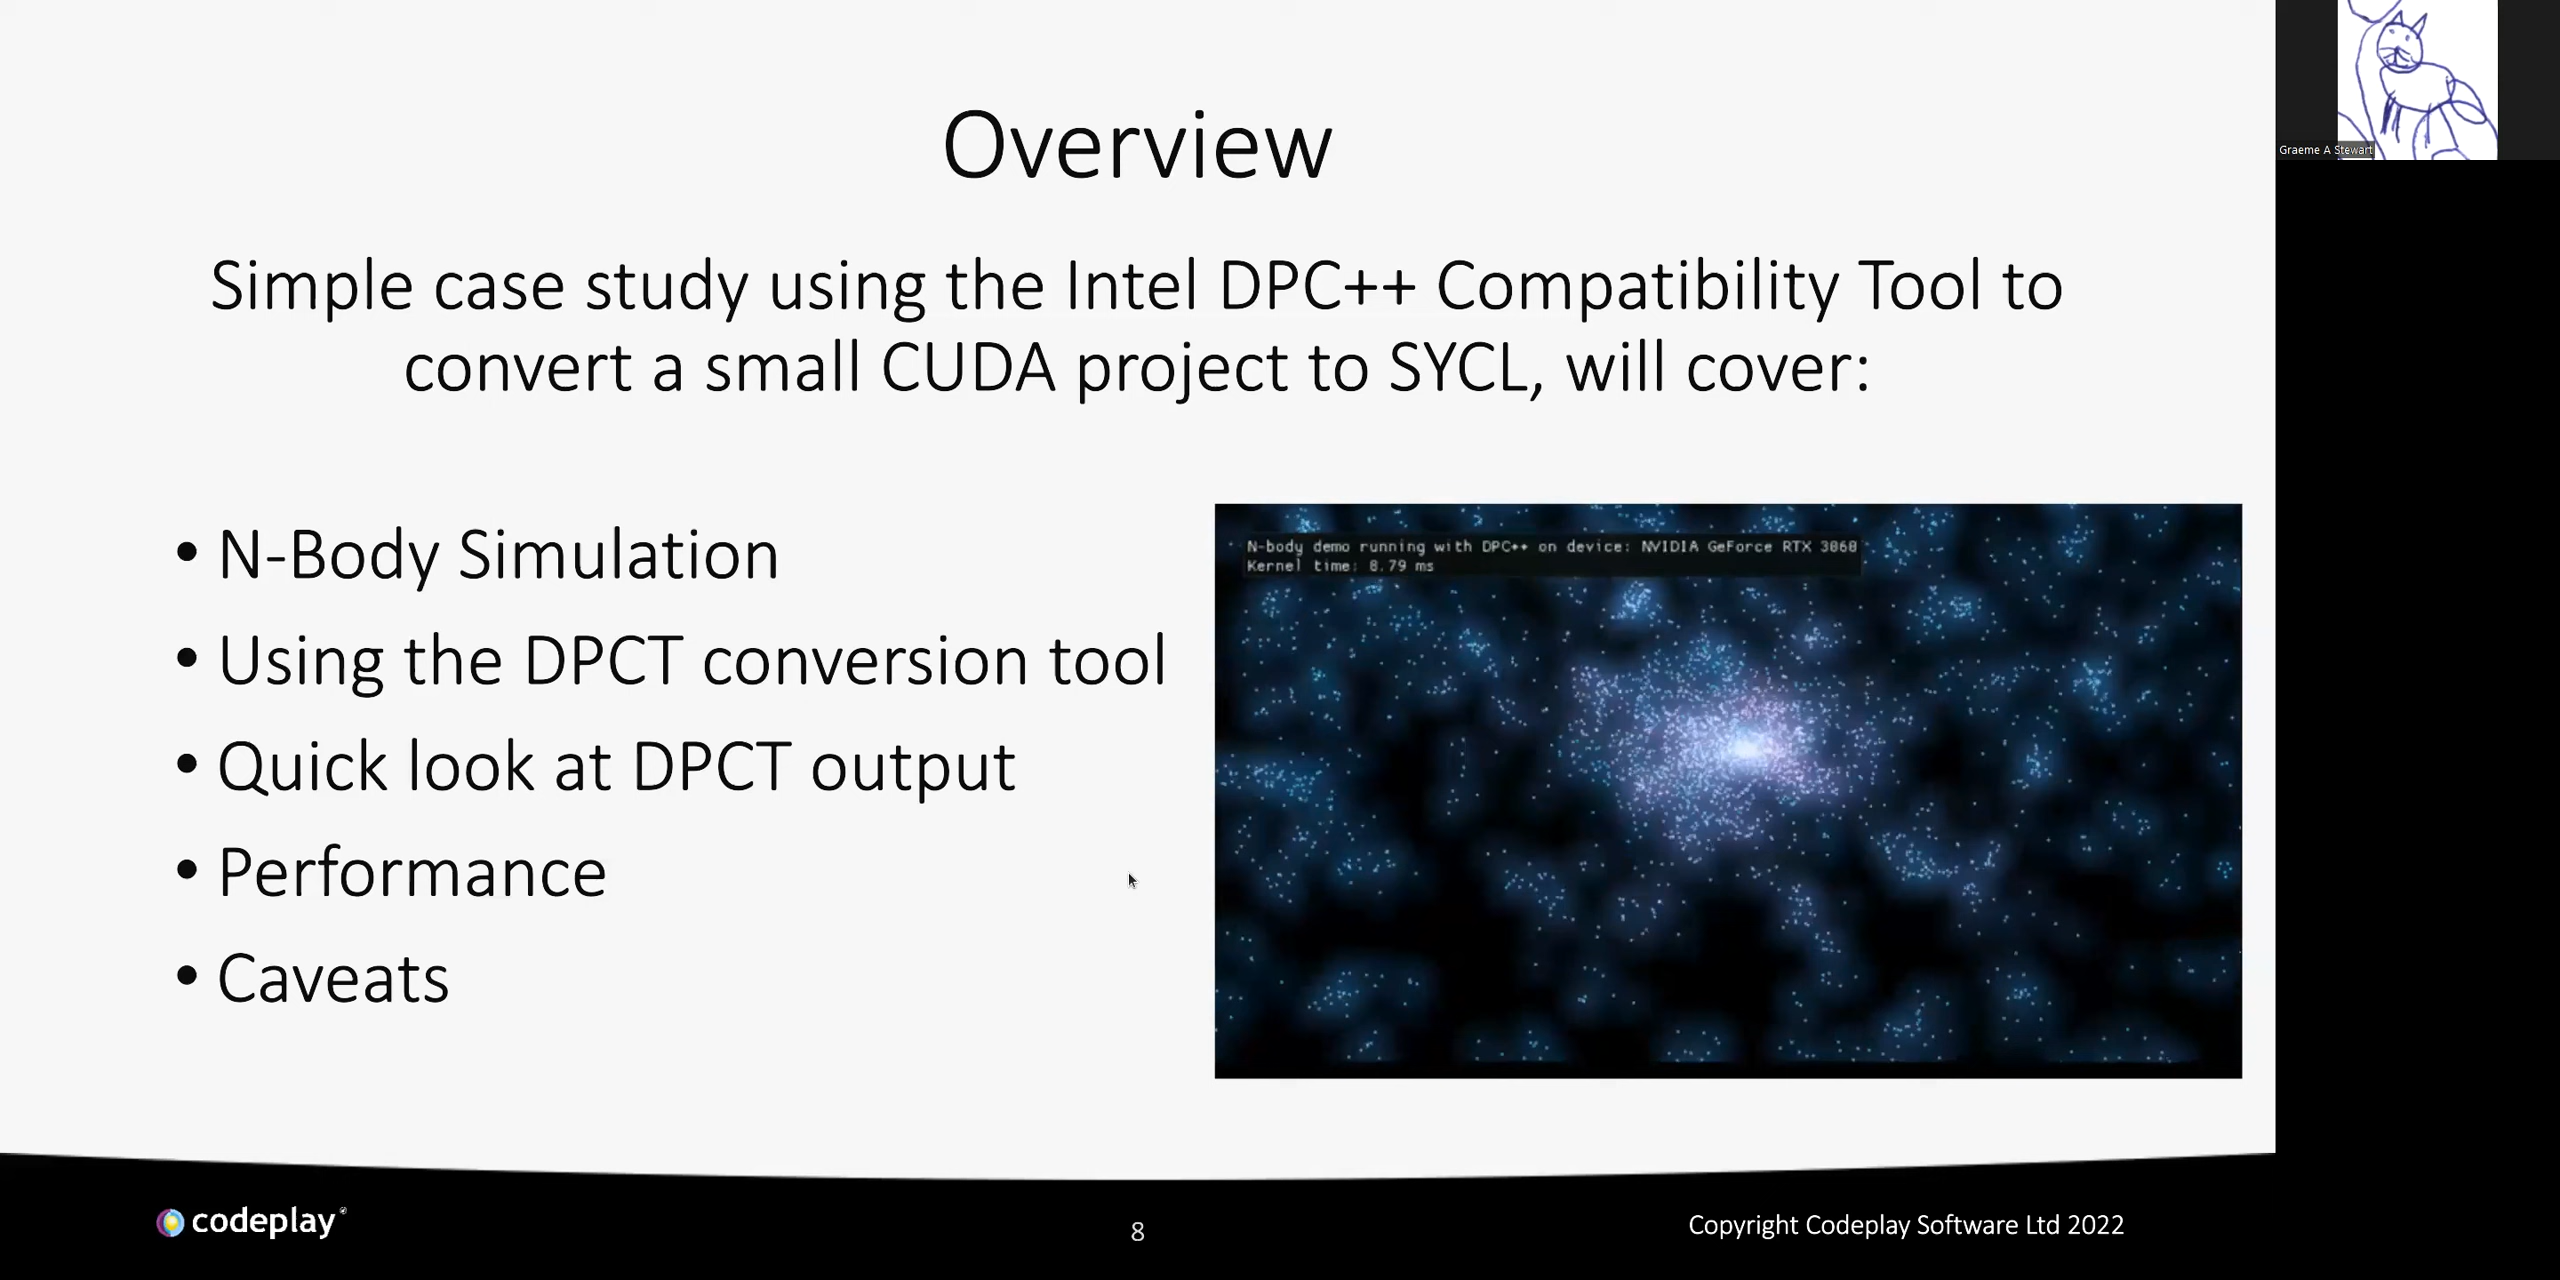 Overview
Graeme A Stewart
Simple case study using the Intel DPC++ Compatibility Tool to
convert a small CUDA project to SYCL, will cover:
• N-Body Simulation
• Using the DPCT conversion tool
• Quick look at DPCT output
• Performance
• Caveats
N-body demo running with DPC++ on device: NVIDIA GeForce RTX 3060
Kernel time: 8.79 ms
codeplay®
8
Copyright Codeplay Software Ltd 2022